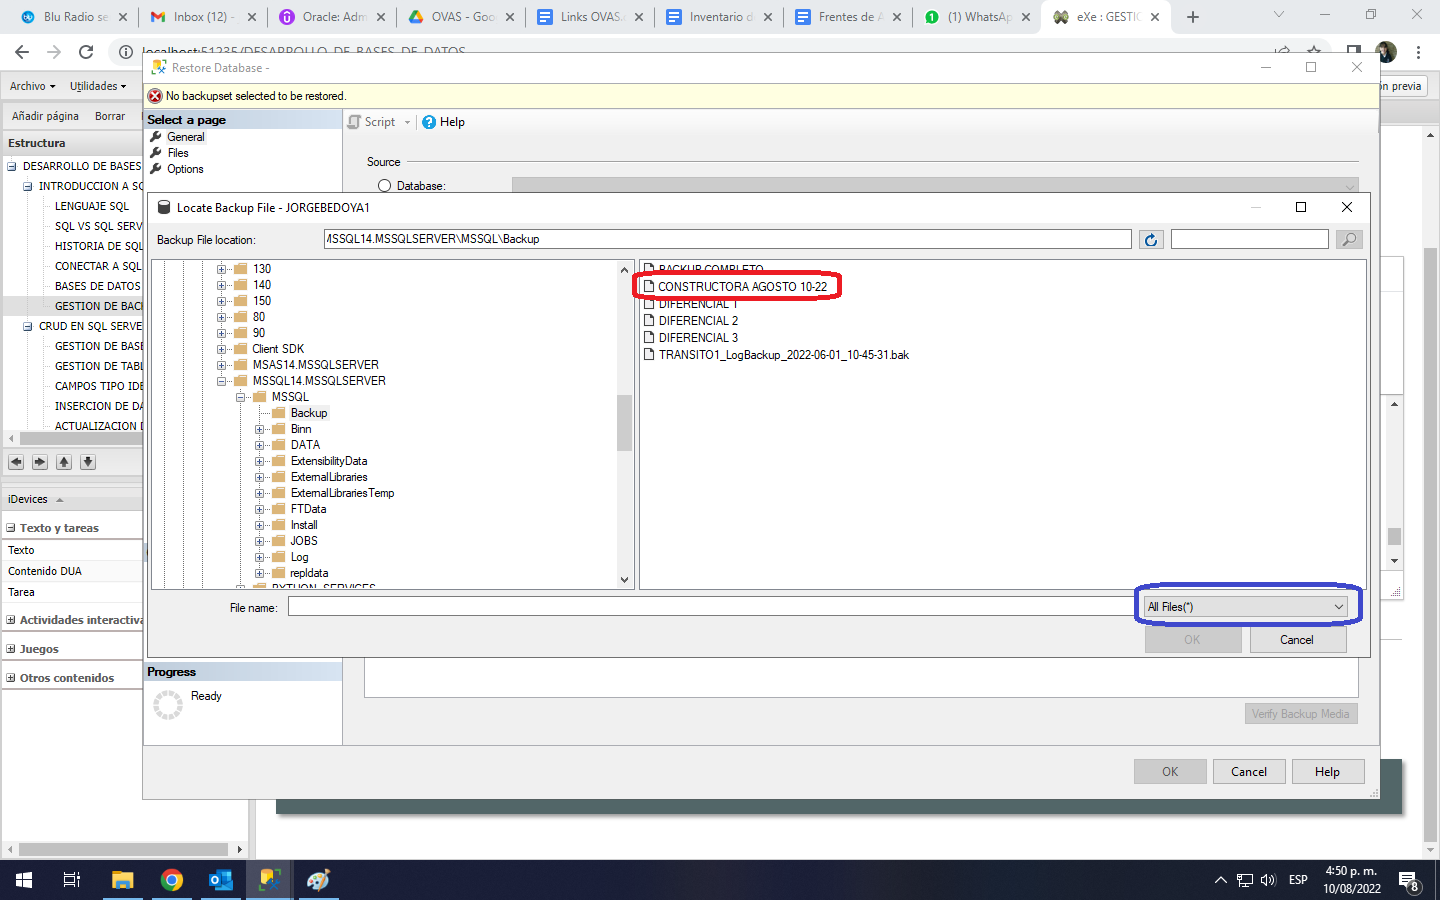 Blu Radio se
Inbox (12) -
Oracle: Adm
OVAS - Goo
Links OVAS
Inventario d
Frentes de A
(1) WhatsAp
eXe : GESTIC
localhost:51235/DESARROLLO_DE_BASES_DE_DATOS
Restore Database -
Archivo
Utilidades
ón previa
No backupset selected to be restored.
Añadir página
Borrar
Select a page
Script
Help
General
Files
Options
Estructura
Source
Database:
DESARROLLO DE BASES
INTRODUCCION A SQ
LENGUAJE SQL
SQL VS SQL SERV
HISTORIA DE SQL
CONECTAR A SQL
BASES DE DATOS
GESTION DE BAC
CRUD EN SQL SERVE
GESTION DE BASE
GESTION DE TABL
CAMPOS TIPO IDE
INSERCION DE DA
ACTUALIZACION D
Locate Backup File - JORGEBEDOYA1
Backup File location:
MSSQL14.MSSQLSERVER\MSSQL\Backup
130
140
150
80
90
Client SDK
MSAS14.MSSQLSERVER
MSSQL14.MSSQLSERVER
MSSQL
Backup
Binn
DATA
ExtensibilityData
ExternalLibraries
ExternalLibrariesTemp
FTData
Install
JOBS
Log
repldata
PYTHON_SERVICES
BACKUP COMPLETO
CONSTRUCTORA AGOSTO 10-22
DIFERENCIAL 1
DIFERENCIAL 2
DIFERENCIAL 3
TRANSITO1_LogBackup_2022-06-01_10-45-31.bak
File name:
All Files(*)
OK
Cancel
iDevices
Texto y tareas
Texto
Contenido DUA
Tarea
Actividades interactiva
Juegos
Otros contenidos
Progress
Ready
Verify Backup Media
OK
Cancel
Help
ESP
4:50 p. m.
10/08/2022
8